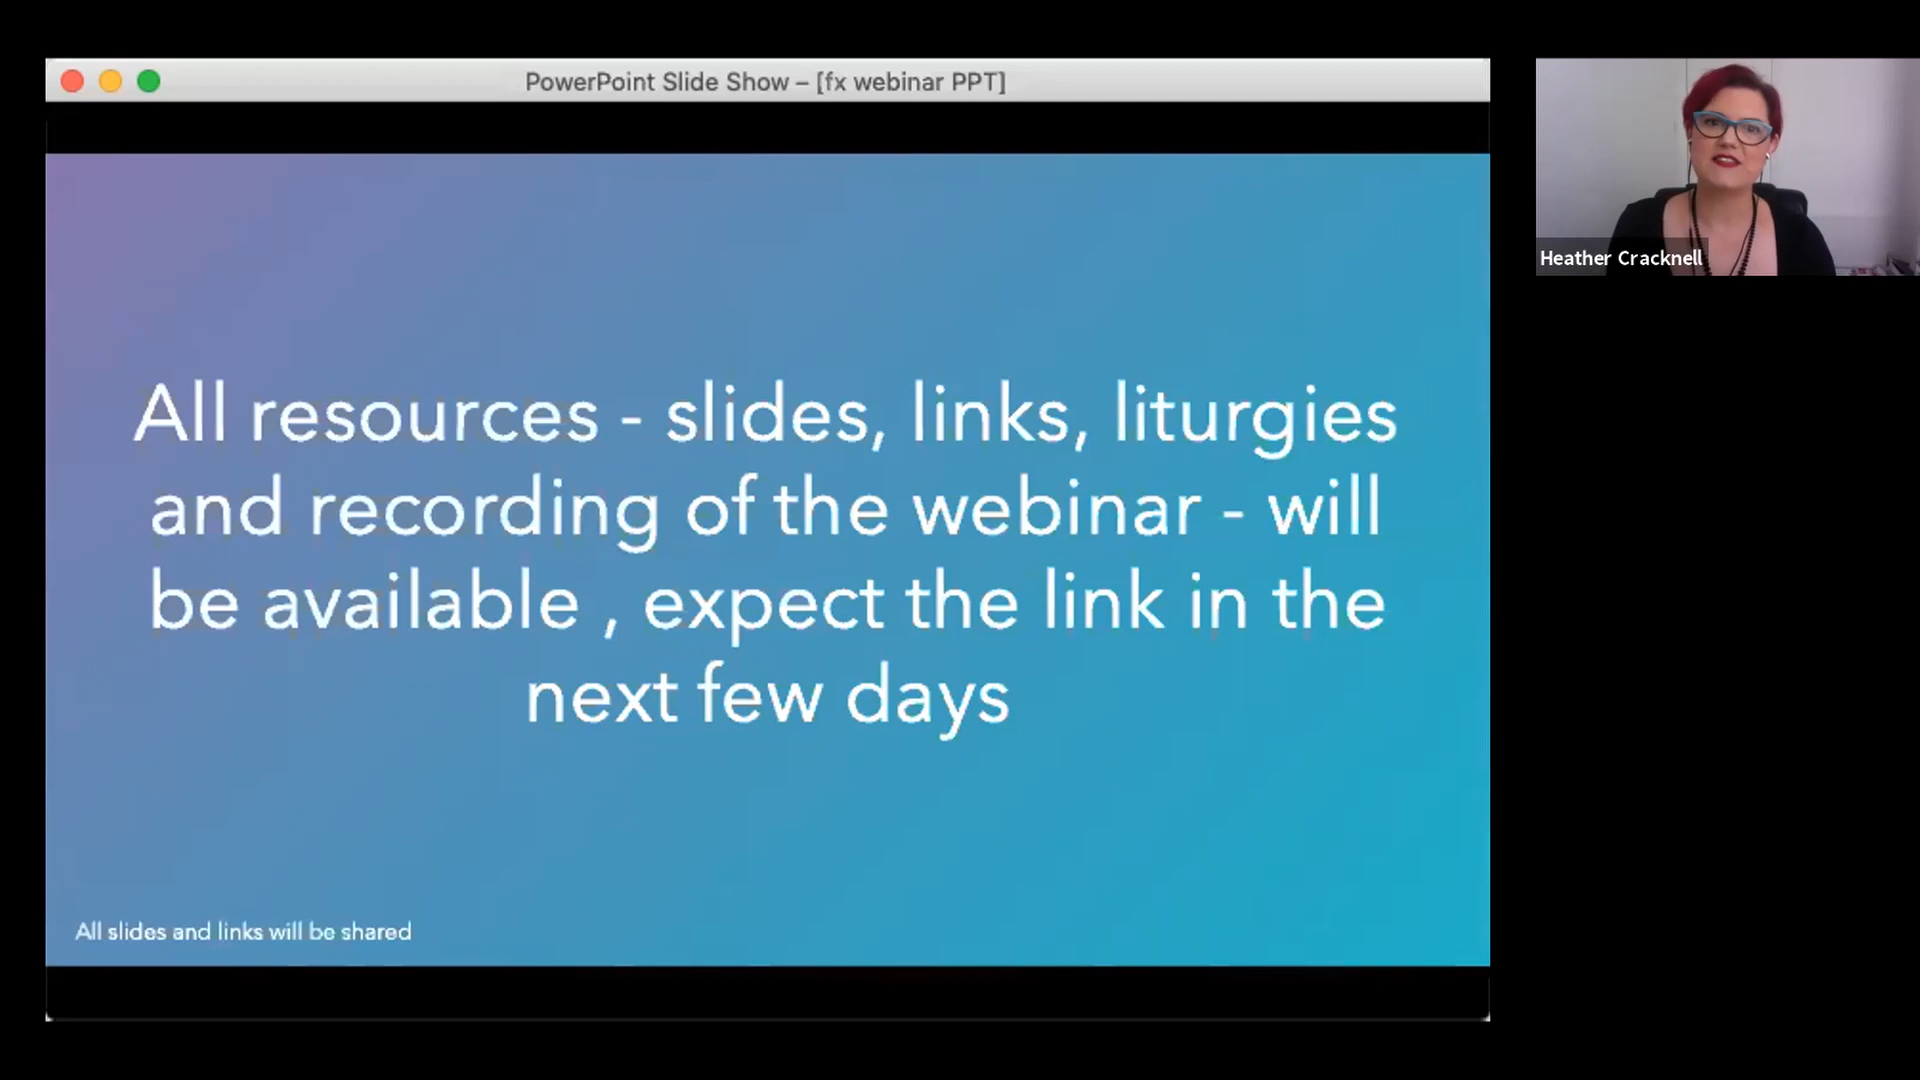 PowerPoint Slide Show – [fx webinar PPT]
Heather Cracknell
All resources - slides, links, liturgies
and recording of the webinar - will
be available , expect the link in the
next few days
All slides and links will be shared